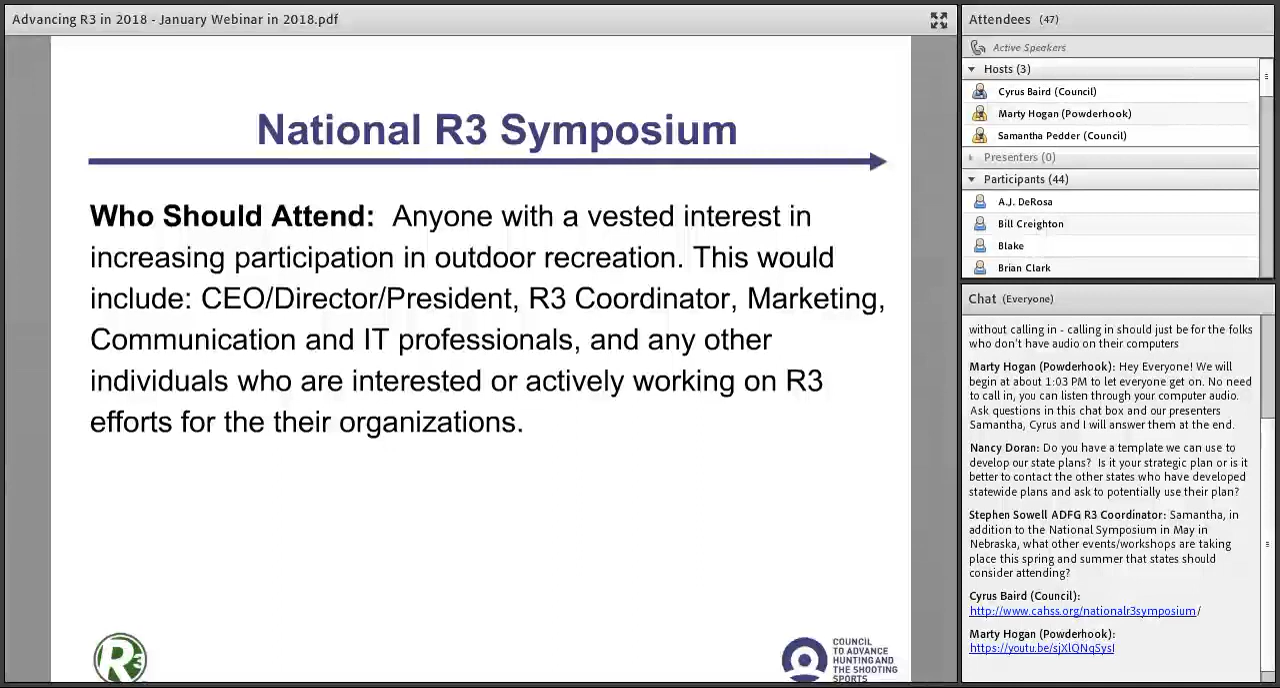 Advancing R3 in 2018 - January Webinar in 2018.pdf
National R3 Symposium
Who Should Attend: Anyone with a vested interest in
increasing participation in outdoor recreation. This would
include: CEO/Director/President, R3 Coordinator, Marketing,
Communication and IT professionals, and any other
individuals who are interested or actively working on R3
efforts for the their organizations.
R3
COUNCIL
TO ADVANCE
HUNTING AND
THE SHOOTING
SPORTS
Attendees (47)
Active Speakers
Hosts (3)
Cyrus Baird (Council)
Marty Hogan (Powderhook)
Samantha Pedder (Council)
Presenters (0)
Participants (44)
A.J. DeRosa
Bill Creighton
Blake
Brian Clark
Chat (Everyone)
without calling in - calling in should just be for the folks
who don't have audio on their computers
Marty Hogan (Powderhook): Hey Everyone! We will
begin at about 1:03 PM to let everyone get on. No need
to call in, you can listen through your computer audio.
Ask questions in this chat box and our presenters
Samantha, Cyrus and I will answer them at the end.
Nancy Doran: Do you have a template we can use to
develop our state plans? Is it your strategic plan or is it
better to contact the other states who have developed
statewide plans and ask to potentially use their plan?
Stephen Sowell ADFG R3 Coordinator: Samantha, in
addition to the National Symposium in May in
Nebraska, what other events/workshops are taking
place this spring and summer that states should
consider attending?
Cyrus Baird (Council):
http://www.cahss.org/nationalr3symposium/
Marty Hogan (Powderhook):
https://youtu.be/sjXlQNqSysI